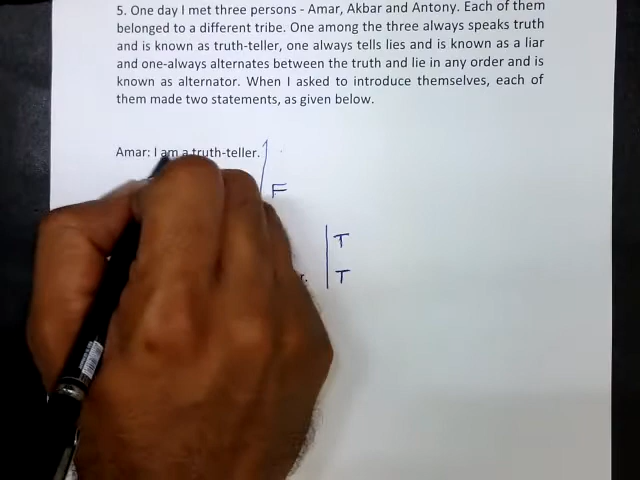 5. One day I met three persons - Amar, Akbar and Antony. Each of them
belonged to a different tribe. One among the three always speaks truth
and is known as truth-teller, one always tells lies and is known as a liar
and one-always alternates between the truth and lie in any order and is
known as alternator. When I asked to introduce themselves, each of
them made two statements, as given below.
Amar: I am a truth-teller.
F
T
T